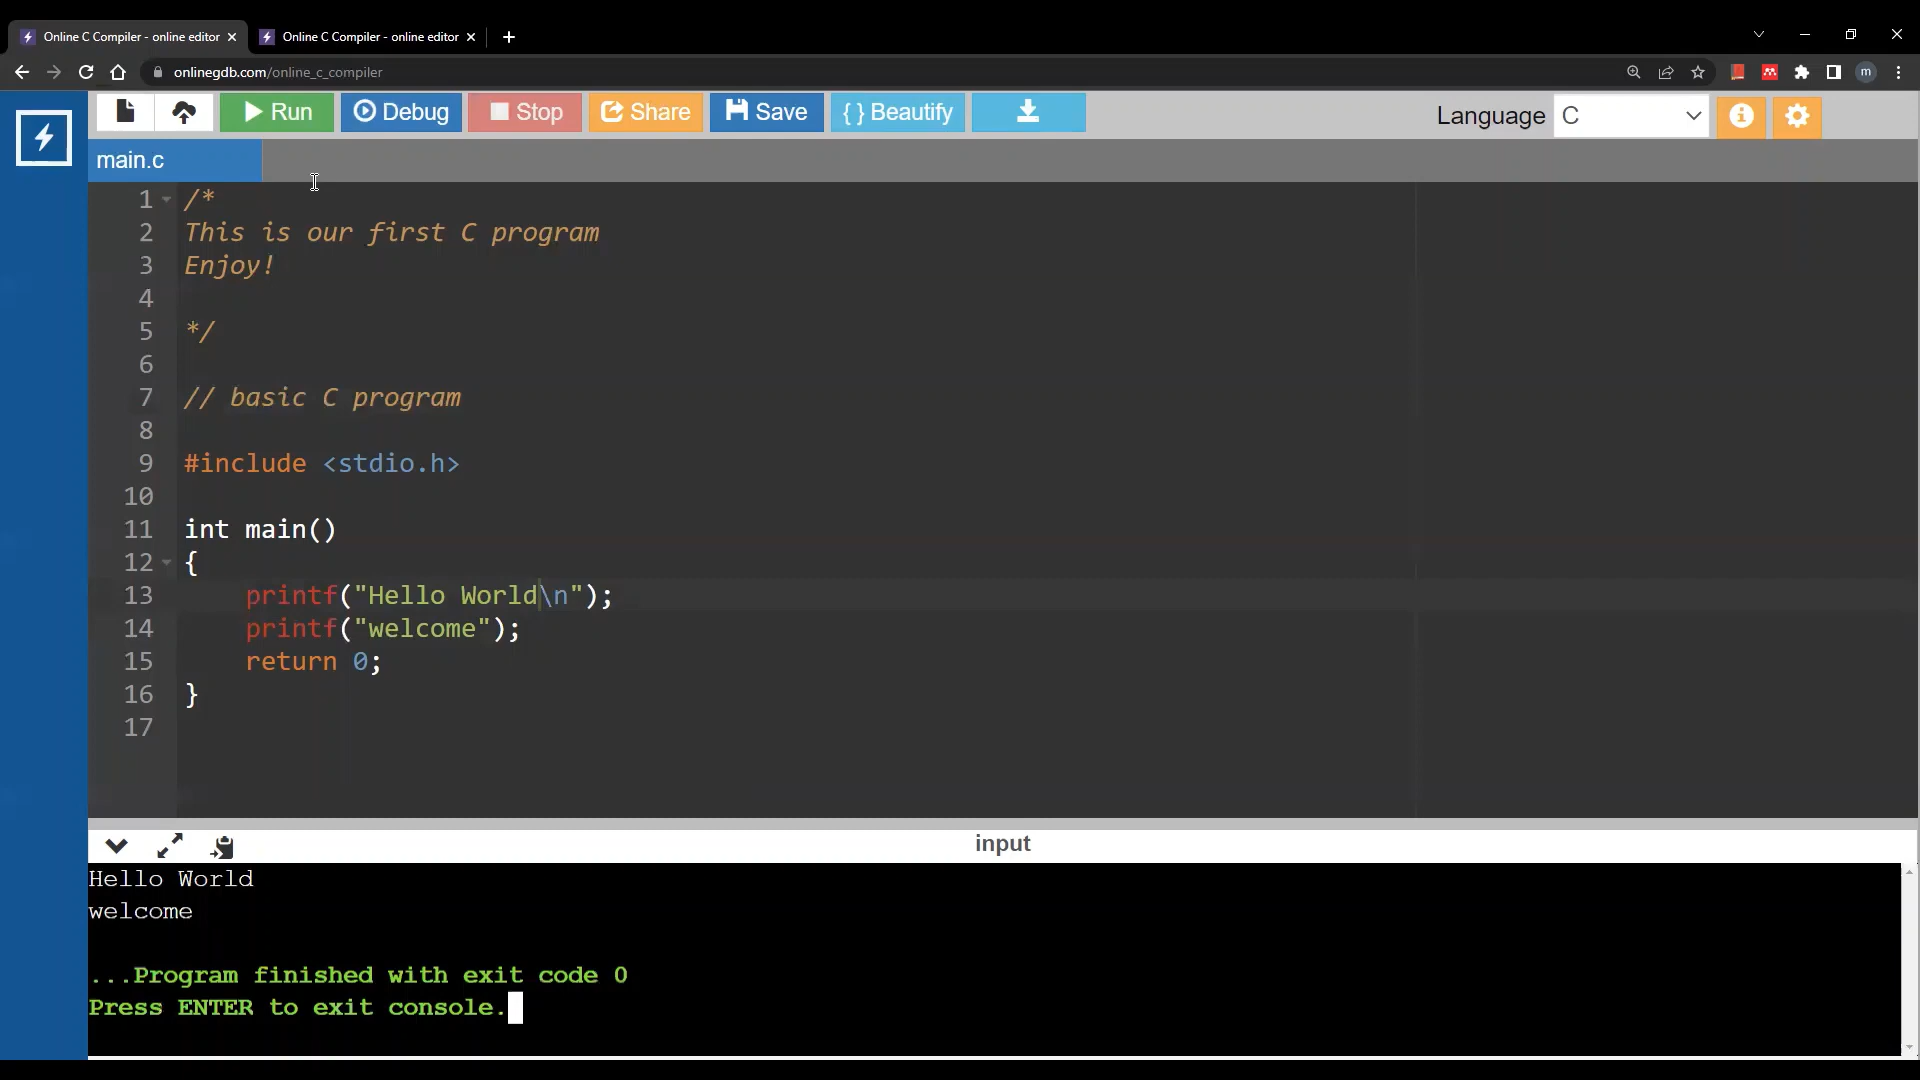 Online C Compiler - online editor
Online C Compiler - online editor
onlinegdb.com/online_c_compiler
m
Run
Debug
Stop
Share
Save
{ } Beautify
Language
C
main.c
1 /*
2 This is our first C program
3 Enjoy!
4
5 */
6
7 // basic C program
8
9 #include <stdio.h>
10
11 int main()
12 {
13 printf("Hello World\n");
14 printf("welcome");
15 return 0;
16 }
17
input
Hello World
welcome
...Program finished with exit code 0
Press ENTER to exit console.